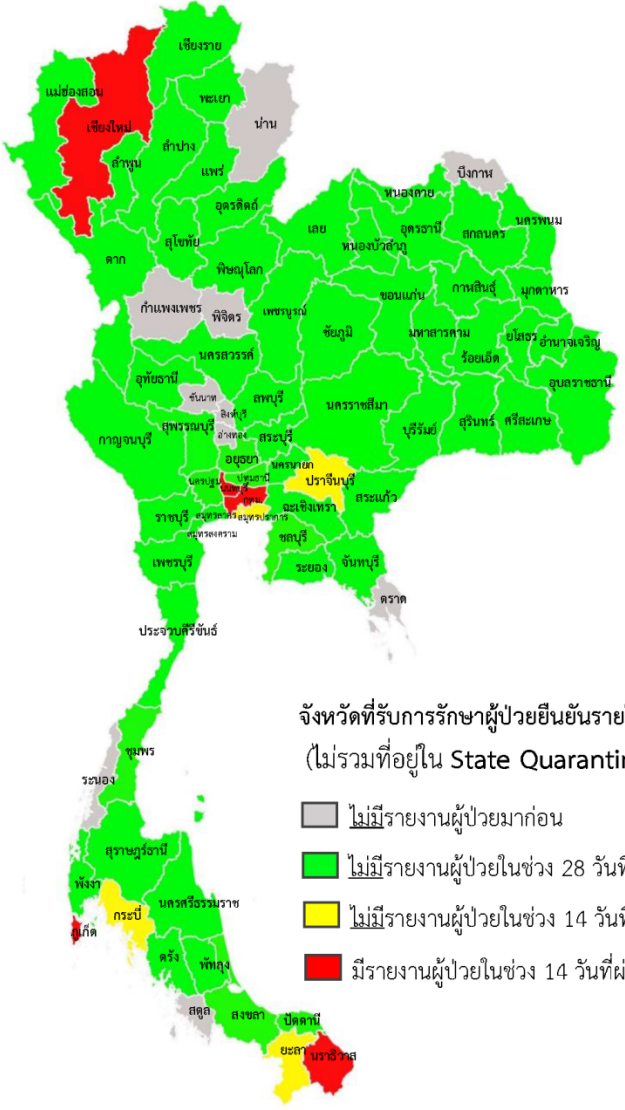 เชียงราย
แม่ฮ่องสอน
พะเยา
น่าน
เชียงใหม่
ลำปาง
ลำพูน
แพร่
บึงกาฬ
หนองคาย
อุตรดิตถ์
เลย
อุดรธานี
นครพนม
สกลนคร
สุโขทัย
หนองบัวลำภู
ตาก
พิษณุโลก
ขอนแก่น
กาฬสินธุ์
มุกดาหาร
กำแพงเพชร
พิจิตร
เพชรบูรณ์
ชัยภูมิ
มหาสารคาม
ยโสธร
อำนาจเจริญ
ร้อยเอ็ด
นครสวรรค์
อุทัยธานี
อุบลราชธานี
ชัยนาท
ลพบุรี
นครราชสีมา
สิงห์บุรี
สุพรรณบุรี
บุรีรัมย์
สุรินทร์
ศรีสะเกษ
กาญจนบุรี
อ่างทอง
สระบุรี
อยุธยา
นครนายก
นครปฐม
ปทุมธานี
ปราจีนบุรี
นนทบุรี
สระแก้ว
กทม.
ฉะเชิงเทรา
ราชบุรี
สมุทรสาคร
สมุทรปราการ
สมุทรสงคราม
ชลบุรี
เพชรบุรี
ระยอง
จันทบุรี
ตราด
ประจวบคีรีขันธ์
จังหวัดที่รับการรักษาผู้ป่วยยืนยันราย
(ไม่รวมที่อยู่ใน State Quarantin
ชุมพร
ระนอง
ไม่มีรายงานผู้ป่วยมาก่อน
สุราษฎร์ธานี
ไม่มีรายงานผู้ป่วยในช่วง 28 วันที่
พังงา
นครศรีธรรมราช
กระบี่
ไม่มีรายงานผู้ป่วยในช่วง 14 วันที่
ภูเก็ต
ตรัง
พัทลุง
มีรายงานผู้ป่วยในช่วง 14 วันที่ผ่
สตูล
สงขลา
ปัตตานี
ยะลา
นราธิวาส